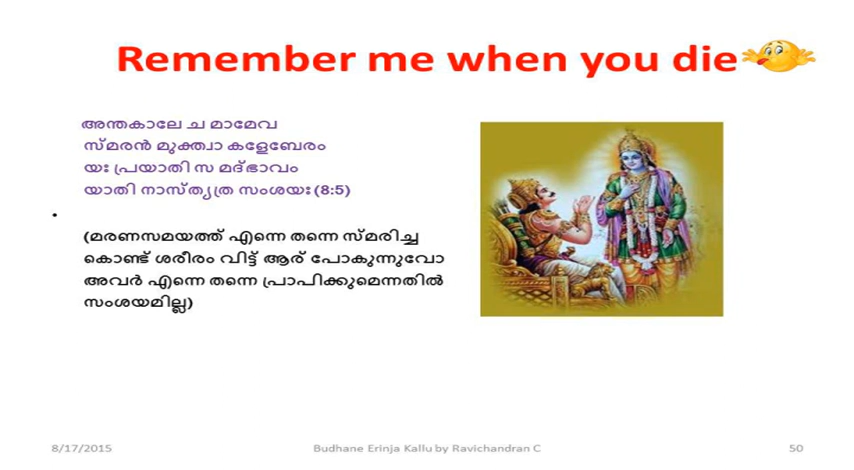 Remember me when you die
അന്തകാലേ ച മാമേവ
സ്മരൻ മുക്ത്വാ കളേബേരം
യഃ പ്രയാതി സ മദ്ഭാവം
യാതി നാസ്ത്യത്ര സംശയഃ (8:5)
(മരണസമയത്ത് എന്നെ തന്നെ സ്മരിച്ച
കൊണ്ട് ശരീരം വിട്ട് ആര് പോകുന്നുവോ
അവർ എന്നെ തന്നെ പ്രാപിക്കുമെന്നതിൽ
സംശയമില്ല)
8/17/2015
Budhane Erinja Kallu by Ravichandran C
50